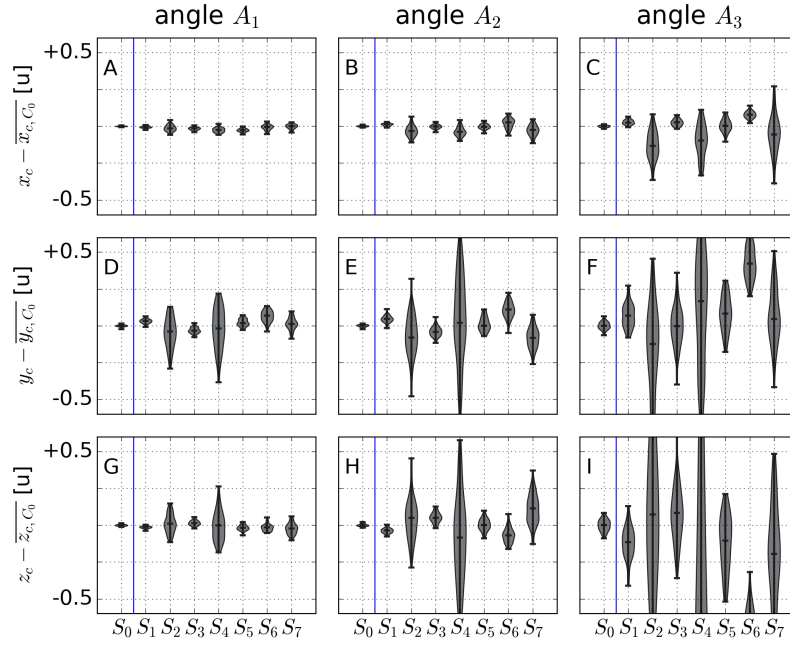 angle A₁ angle A₂ angle A₃
+0.5 A B C
x_c − \overline{x_{c, C_0}} [u]
-0.5
+0.5 D E F
y_c − \overline{y_{c, C_0}} [u]
-0.5
+0.5 G H I
z_c − \overline{z_{c, C_0}} [u]
-0.5
S₀ S₁ S₂ S₃ S₄ S₅ S₆ S₇ S₀ S₁ S₂ S₃ S₄ S₅ S₆ S₇ S₀ S₁ S₂ S₃ S₄ S₅ S₆ S₇